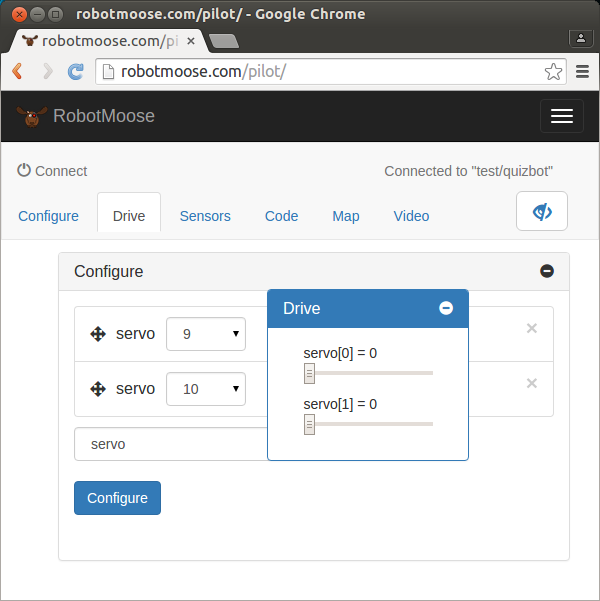 robotmoose.com/pilot/ - Google Chrome
robotmoose.com/pi
robotmoose.com/pilot/
RobotMoose
Connect
Connected to "test/quizbot"
Configure Drive Sensors Code Map Video
Configure
Drive
servo 9
servo[0] = 0
servo 10
servo[1] = 0
servo
Configure